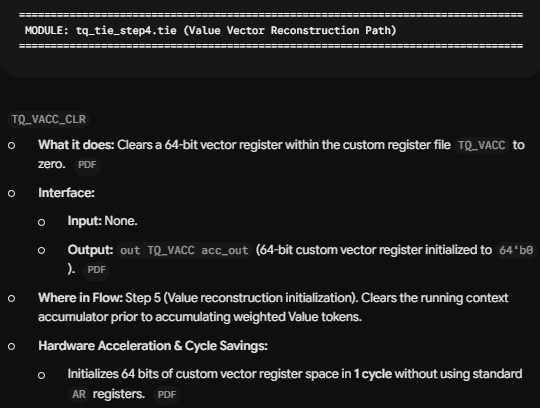 ================================================================================
MODULE: tq_tie_step4.tie (Value Vector Reconstruction Path)
================================================================================
TQ_VACC_CLR
What it does: Clears a 64-bit vector register within the custom register file TQ_VACC to
zero. PDF
Interface:
Input: None.
Output: out TQ_VACC acc_out (64-bit custom vector register initialized to 64'b0
). PDF
Where in Flow: Step 5 (Value reconstruction initialization). Clears the running context
accumulator prior to accumulating weighted Value tokens.
Hardware Acceleration & Cycle Savings:
Initializes 64 bits of custom vector register space in 1 cycle without using standard
AR registers. PDF